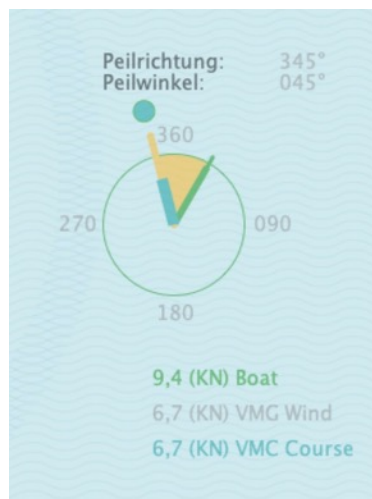 Peilrichtung: 345°
Peilwinkel: 045°
360
270 090
180
9,4 (KN) Boat
6,7 (KN) VMG Wind
6,7 (KN) VMC Course